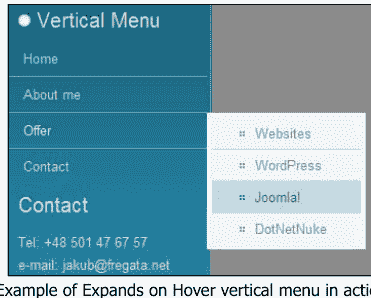 Vertical Menu
Home
About me
Offer
Contact
Websites
WordPress
Joomla!
DotNetNuke
Contact
Tel: +48 501 47 67 57
e-mail: jakub@fregata.net
Example of Expands on Hover vertical menu in acti